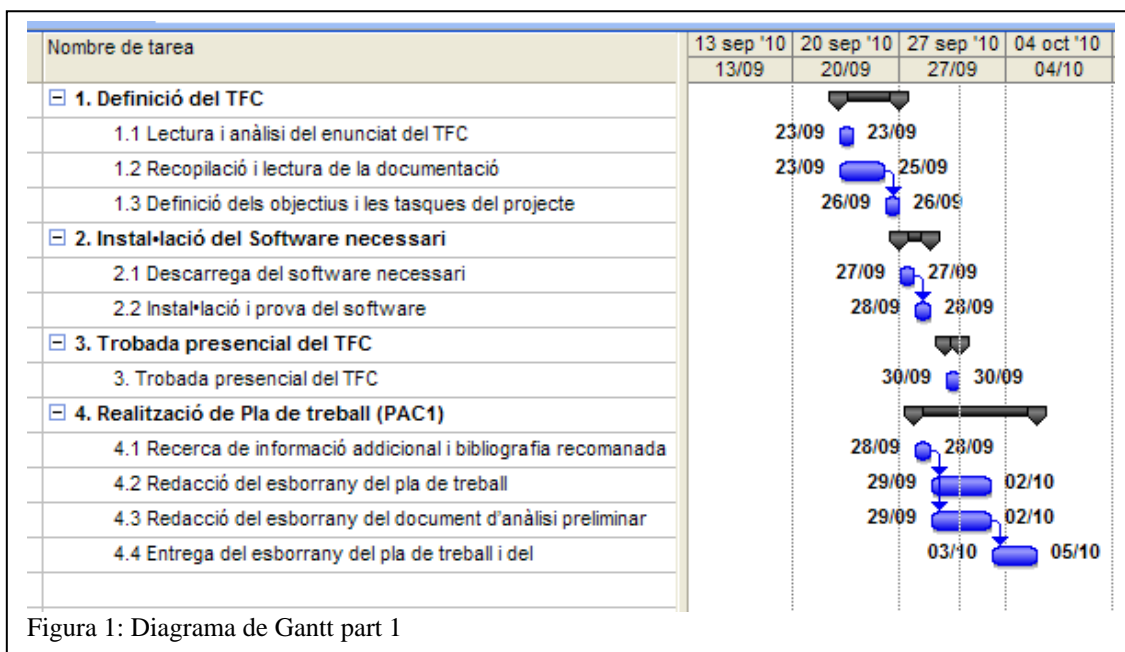 Nombre de tarea 13 sep '10 20 sep '10 27 sep '10 04 oct '10
13/09 20/09 27/09 04/10
1. Definició del TFC
1.1 Lectura i anàlisi del enunciat del TFC 23/09 23/09
1.2 Recopilació i lectura de la documentació 23/09 25/09
1.3 Definició dels objectius i les tasques del projecte 26/09 26/09
2. Instal•lació del Software necessari
2.1 Descarrega del software necessari 27/09 27/09
2.2 Instal•lació i prova del software 28/09 28/09
3. Trobada presencial del TFC
3. Trobada presencial del TFC 30/09 30/09
4. Realització de Pla de treball (PAC1)
4.1 Recerca de informació addicional i bibliografia recomanada 28/09 28/09
4.2 Redacció del esborrany del pla de treball 29/09 02/10
4.3 Redacció del esborrany del document d'anàlisi preliminar 29/09 02/10
4.4 Entrega del esborrany del pla de treball i del 03/10 05/10
Figura 1: Diagrama de Gantt part 1